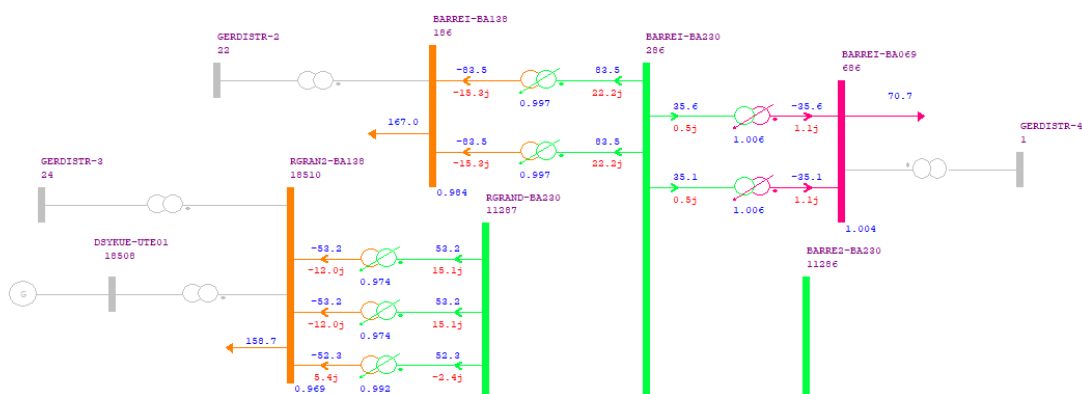 BARREI-BA138
186
BARREI-BA230
286
GERDISTR-2
22
BARREI-BA069
686
-83.5
-15.3j
0.997
83.5
22.2j
35.6
0.5j
1.006
-35.6
1.1j
70.7
167.0
GERDISTR-4
1
-83.5
-15.3j
0.997
83.5
22.2j
GERDISTR-3
24
RGRAN2-BA138
18510
0.984
35.1
0.5j
1.006
-35.1
1.1j
RGRAND-BA230
11287
1.004
DSYKUE-UTE01
18508
BARRE2-BA230
11286
-53.2
-12.0j
0.974
53.2
15.1j
G
-53.2
-12.0j
0.974
53.2
15.1j
158.7
-52.3
5.4j
0.992
52.3
-2.4j
0.969